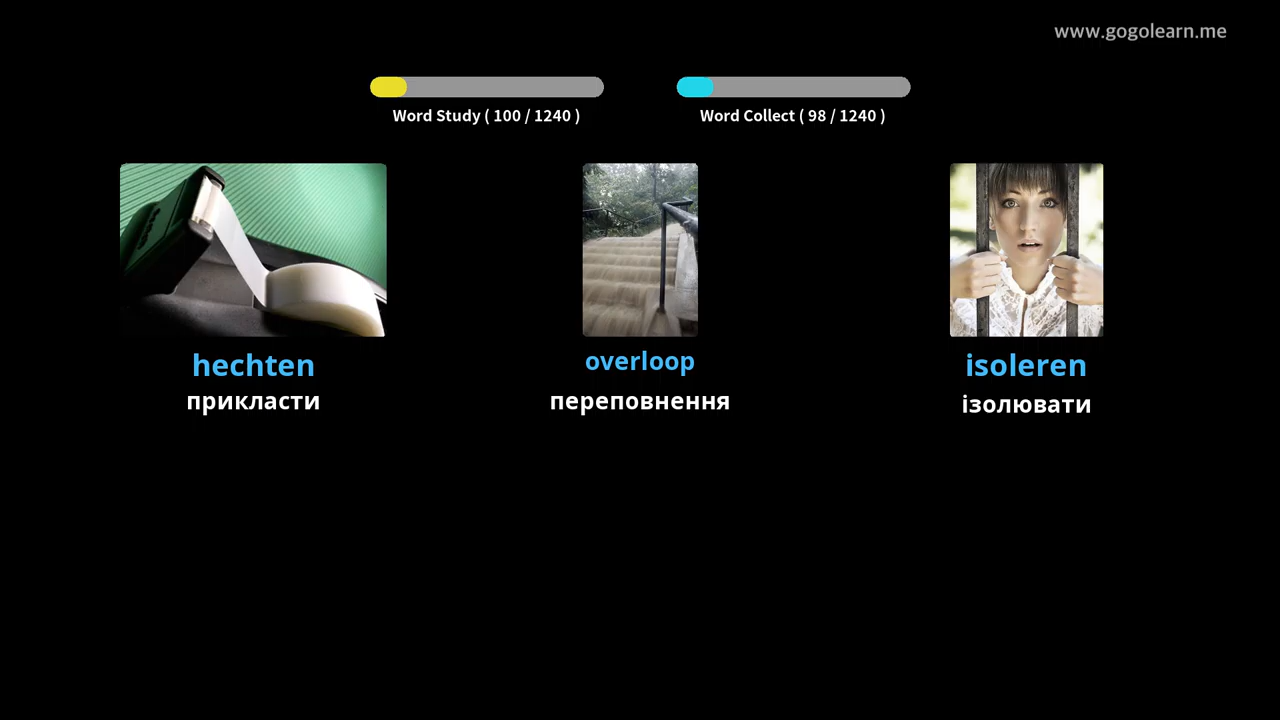 www.gogolearn.me
Word Study ( 100 / 1240 )
Word Collect ( 98 / 1240 )
hechten
прикласти
overloop
переповнення
isoleren
ізолювати